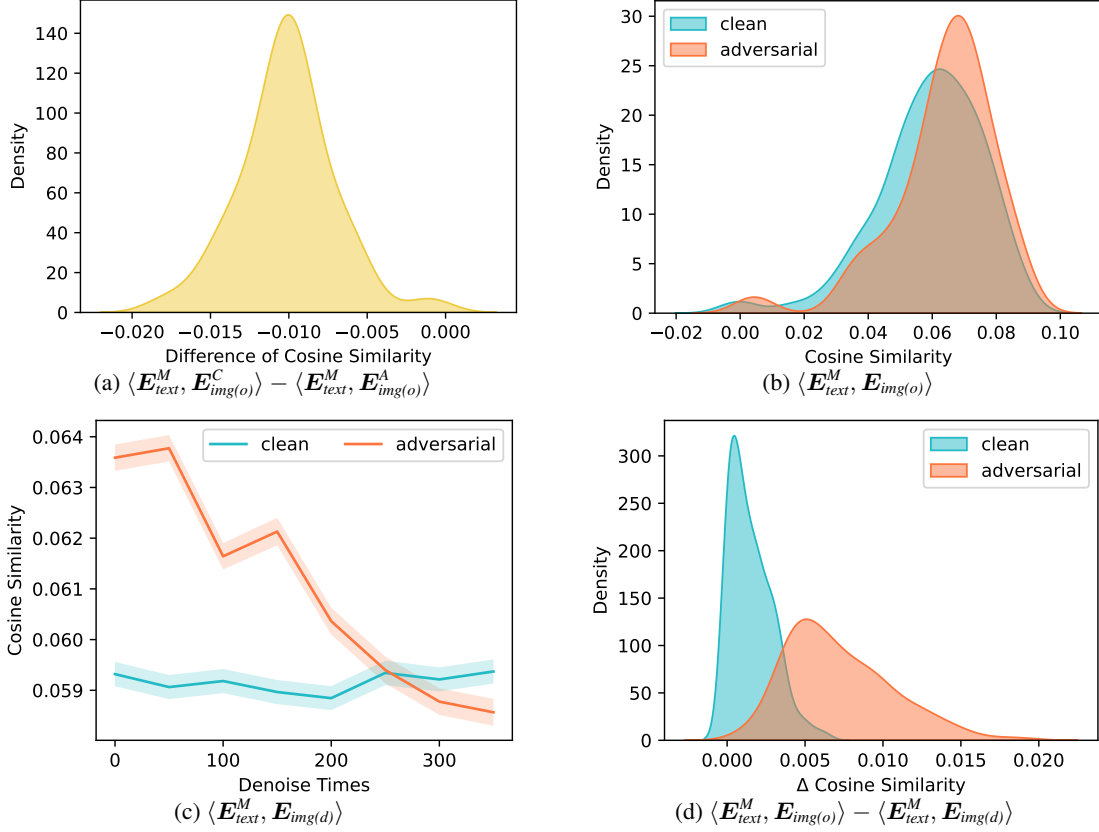 140
120
100
80
60
40
20
0
Density
−0.020
−0.015
−0.010
−0.005
0.000
Difference of Cosine Similarity
(a) ⟨E^M_text, E^C_img(o)⟩ − ⟨E^M_text, E^A_img(o)⟩
30
25
20
15
10
5
0
Density
clean
adversarial
−0.02
0.00
0.02
0.04
0.06
0.08
0.10
Cosine Similarity
(b) ⟨E^M_text, E_img(o)⟩
0.064
0.063
0.062
0.061
0.060
0.059
Cosine Similarity
clean
adversarial
0
100
200
300
Denoise Times
(c) ⟨E^M_text, E_img(d)⟩
300
250
200
150
100
50
0
Density
clean
adversarial
0.000
0.005
0.010
0.015
0.020
Δ Cosine Similarity
(d) ⟨E^M_text, E_img(o)⟩ − ⟨E^M_text, E_img(d)⟩